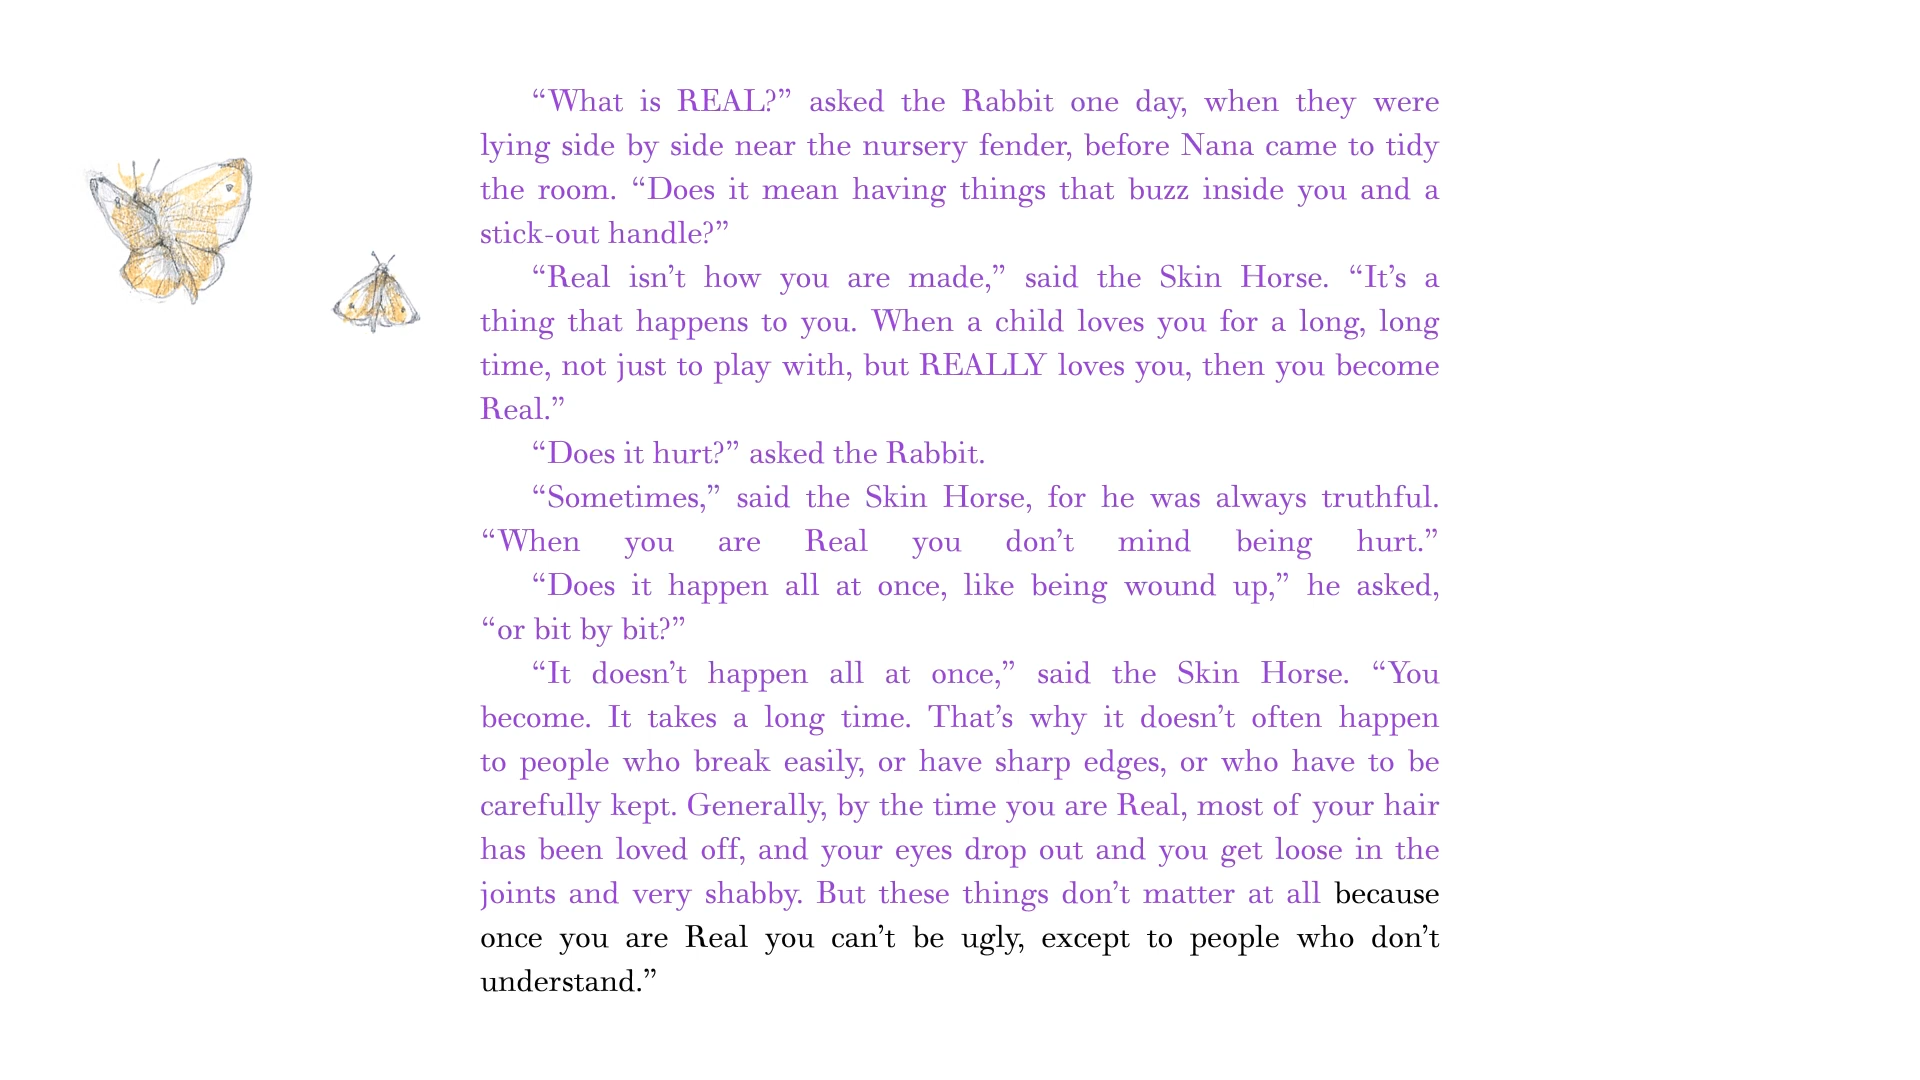 “What is REAL?” asked the Rabbit one day, when they were
lying side by side near the nursery fender, before Nana came to tidy
the room. “Does it mean having things that buzz inside you and a
stick-out handle?”
“Real isn’t how you are made,” said the Skin Horse. “It’s a
thing that happens to you. When a child loves you for a long, long
time, not just to play with, but REALLY loves you, then you become
Real.”
“Does it hurt?” asked the Rabbit.
“Sometimes,” said the Skin Horse, for he was always truthful.
“When you are Real you don’t mind being hurt.”
“Does it happen all at once, like being wound up,” he asked,
“or bit by bit?”
“It doesn’t happen all at once,” said the Skin Horse. “You
become. It takes a long time. That’s why it doesn’t often happen
to people who break easily, or have sharp edges, or who have to be
carefully kept. Generally, by the time you are Real, most of your hair
has been loved off, and your eyes drop out and you get loose in the
joints and very shabby. But these things don’t matter at all because
once you are Real you can’t be ugly, except to people who don’t
understand.”